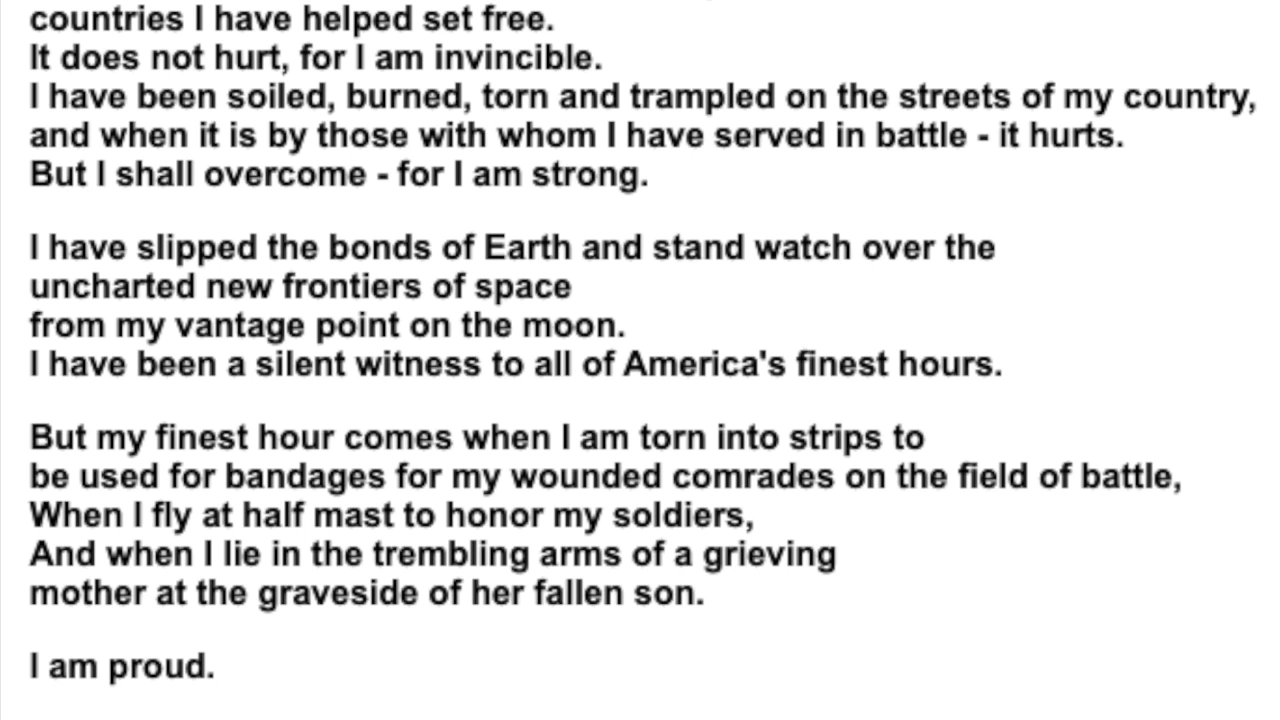 countries I have helped set free.
It does not hurt, for I am invincible.
I have been soiled, burned, torn and trampled on the streets of my country,
and when it is by those with whom I have served in battle - it hurts.
But I shall overcome - for I am strong.
I have slipped the bonds of Earth and stand watch over the
uncharted new frontiers of space
from my vantage point on the moon.
I have been a silent witness to all of America's finest hours.
But my finest hour comes when I am torn into strips to
be used for bandages for my wounded comrades on the field of battle,
When I fly at half mast to honor my soldiers,
And when I lie in the trembling arms of a grieving
mother at the graveside of her fallen son.
I am proud.